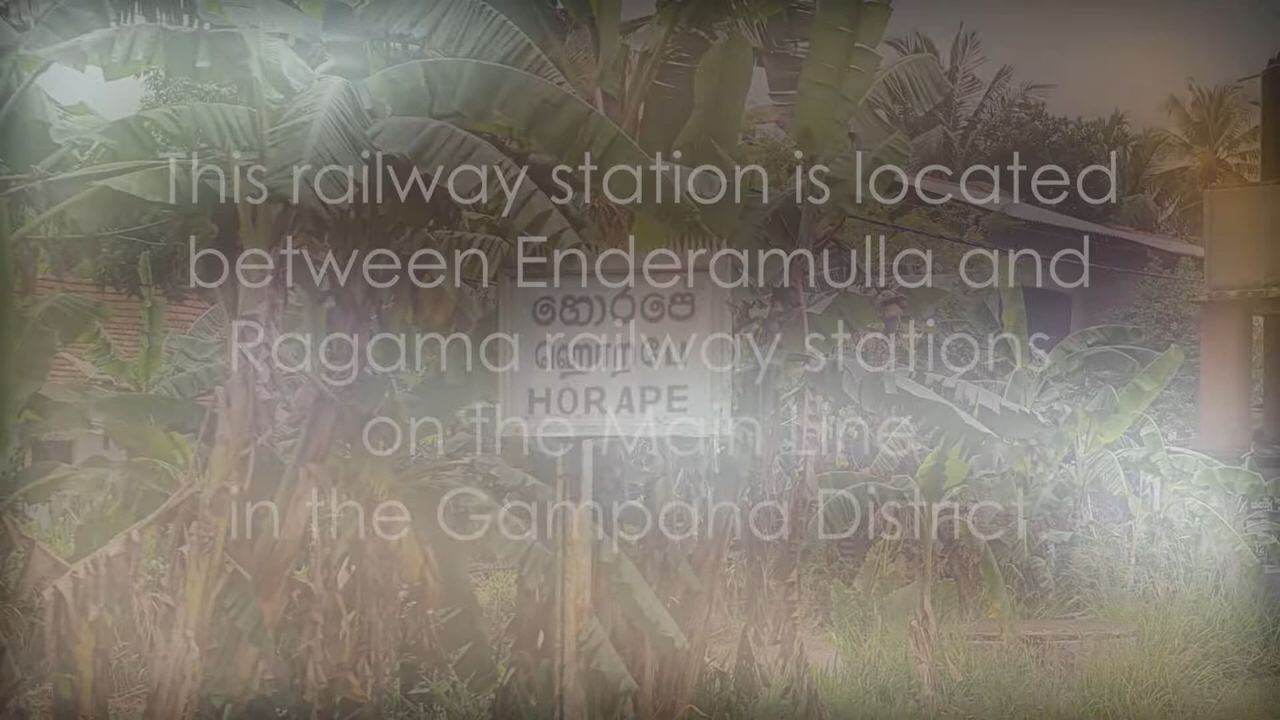 This railway station is located
between Enderamulla and
හොරපෙ
Ragama railway stations
ஹொறபே
HORAPE
on the Main Line
in the Gampaha District